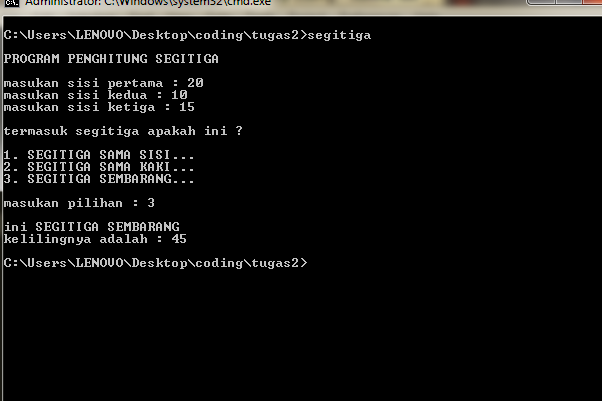 Administrator: C:\Windows\system32\cmd.exe
C:\Users\LENOVO\Desktop\coding\tugas2>segitiga
PROGRAM PENGHITUNG SEGITIGA
masukan sisi pertama : 20
masukan sisi kedua : 10
masukan sisi ketiga : 15
termasuk segitiga apakah ini ?
1. SEGITIGA SAMA SISI...
2. SEGITIGA SAMA KAKI...
3. SEGITIGA SEMBARANG...
masukan pilihan : 3
ini SEGITIGA SEMBARANG
kelilingnya adalah : 45
C:\Users\LENOVO\Desktop\coding\tugas2>